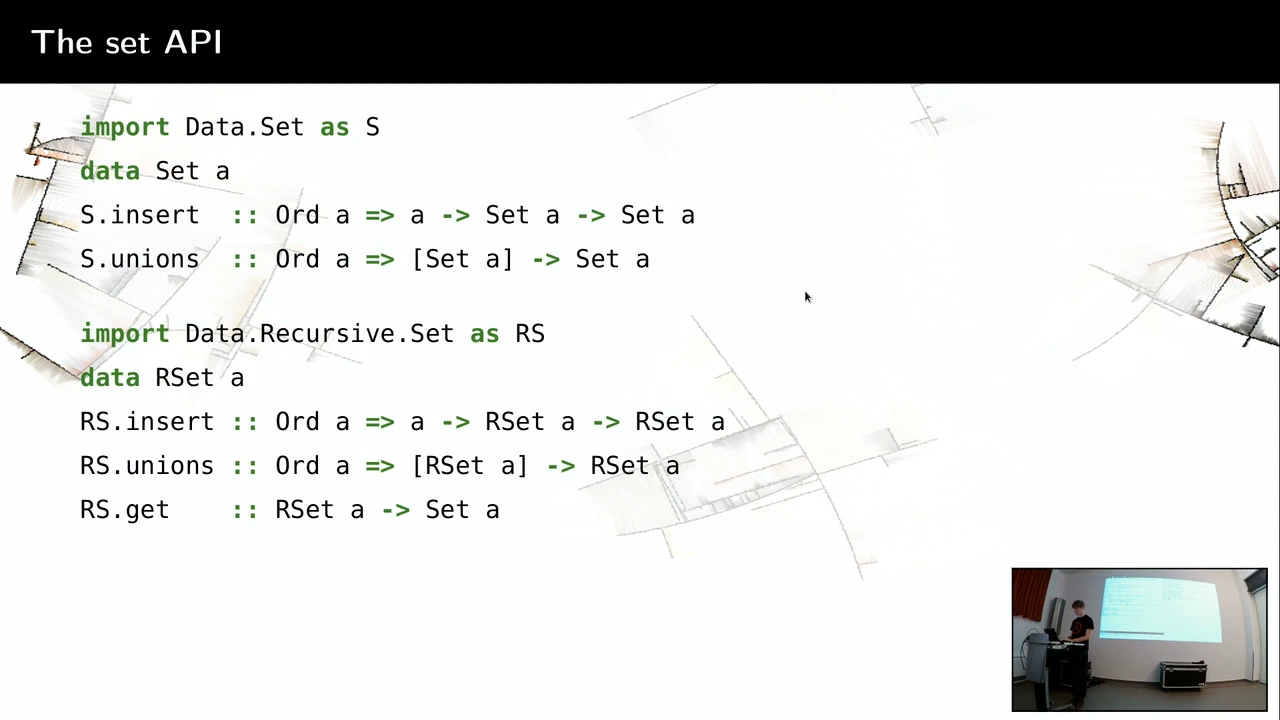 The set API
import Data.Set as S
data Set a
S.insert  :: Ord a => a -> Set a -> Set a
S.unions  :: Ord a => [Set a] -> Set a
import Data.Recursive.Set as RS
data RSet a
RS.insert :: Ord a => a -> RSet a -> RSet a
RS.unions :: Ord a => [RSet a] -> RSet a
RS.get    :: RSet a -> Set a